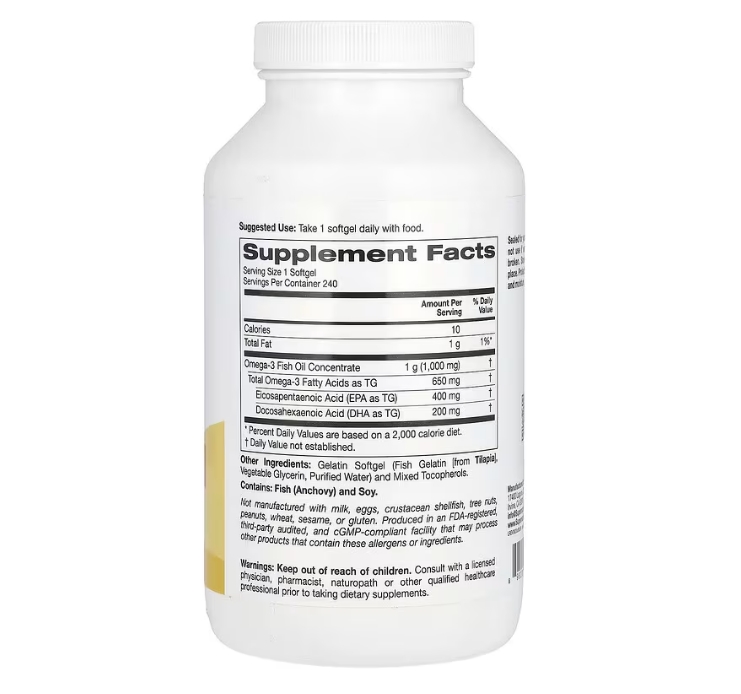 Suggested Use: Take 1 softgel daily with food.
Supplement Facts
Serving Size 1 Softgel
Servings Per Container 240
Amount Per Serving % Daily Value
Calories 10
Total Fat 1 g 1%*
Omega-3 Fish Oil Concentrate 1 g (1,000 mg) †
Total Omega-3 Fatty Acids as TG 650 mg †
Eicosapentaenoic Acid (EPA as TG) 400 mg †
Docosahexaenoic Acid (DHA as TG) 200 mg †
* Percent Daily Values are based on a 2,000 calorie diet.
† Daily Value not established.
Other Ingredients: Gelatin Softgel (Fish Gelatin [from Tilapia],
Vegetable Glycerin, Purified Water) and Mixed Tocopherols.
Contains: Fish (Anchovy) and Soy.
Not manufactured with milk, eggs, crustacean shellfish, tree nuts,
peanuts, wheat, sesame, or gluten. Produced in an FDA-registered,
third-party audited, and cGMP-compliant facility that may process
other products that contain these allergens or ingredients.
Warnings: Keep out of reach of children. Consult with a licensed
physician, pharmacist, naturopath or other qualified healthcare
professional prior to taking dietary supplements.
Sealed
not use if
broken.
place.